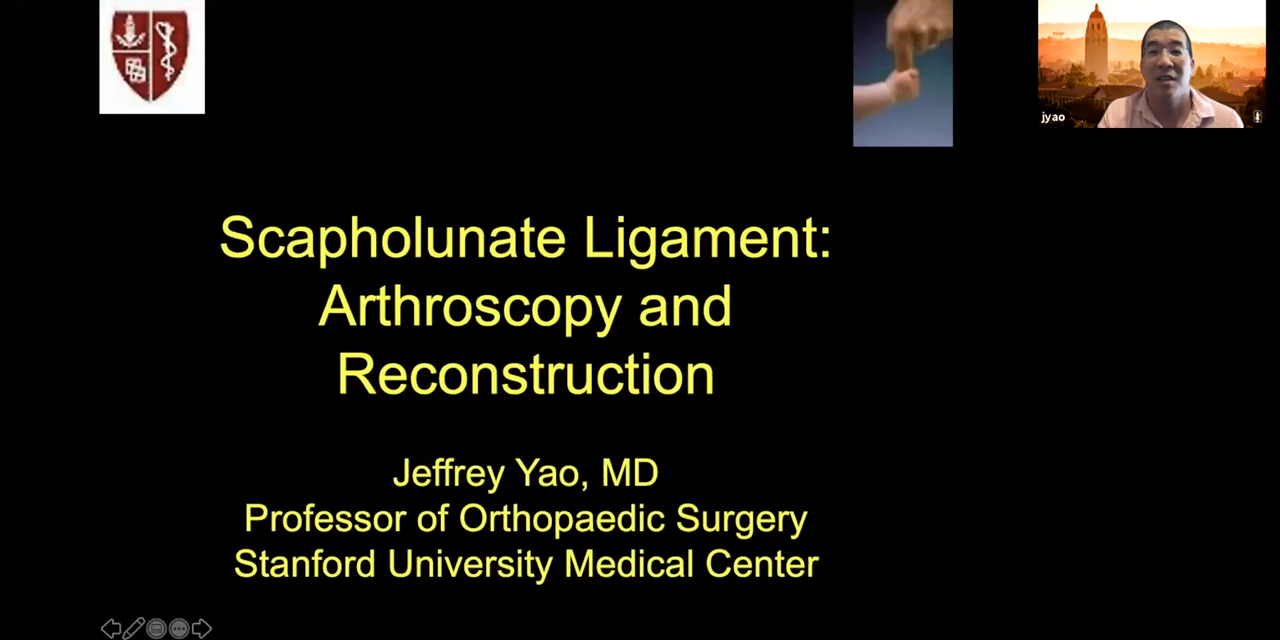 jyao
Scapholunate Ligament:
Arthroscopy and
Reconstruction
Jeffrey Yao, MD
Professor of Orthopaedic Surgery
Stanford University Medical Center